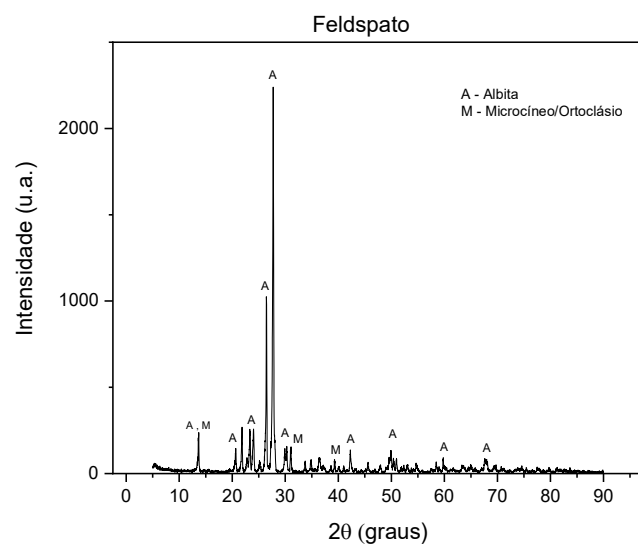 Feldspato
A - Albita
M - Microcíneo/Ortoclásio
Intensidade (u.a.)
2000
1000
0
A
A
A , M
A
A
A
M
M
A
A
A
A
0 10 20 30 40 50 60 70 80 90
2θ (graus)